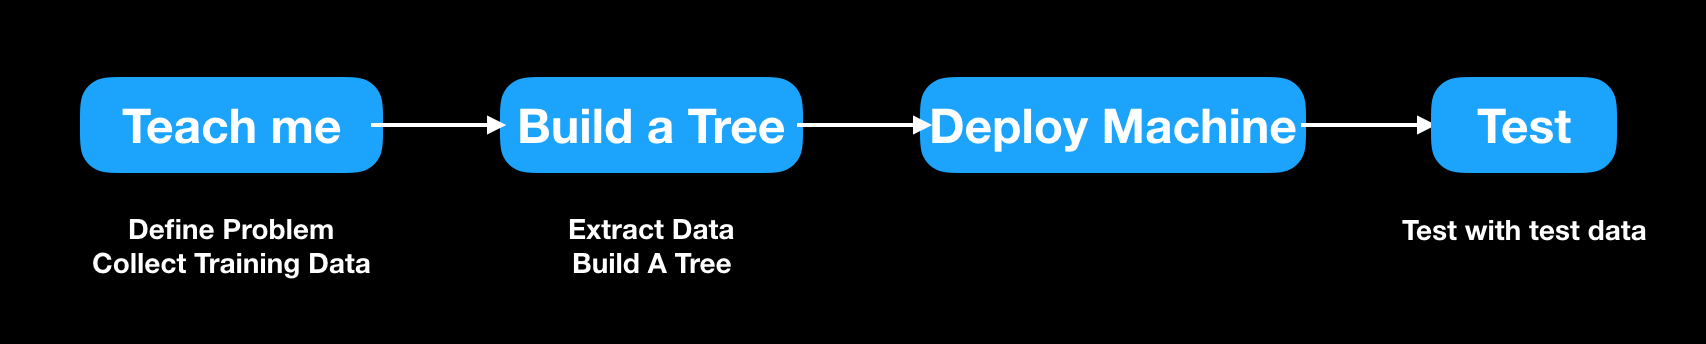 Teach me
Build a Tree
Deploy Machine
Test
Define Problem
Collect Training Data
Extract Data
Build A Tree
Test with test data